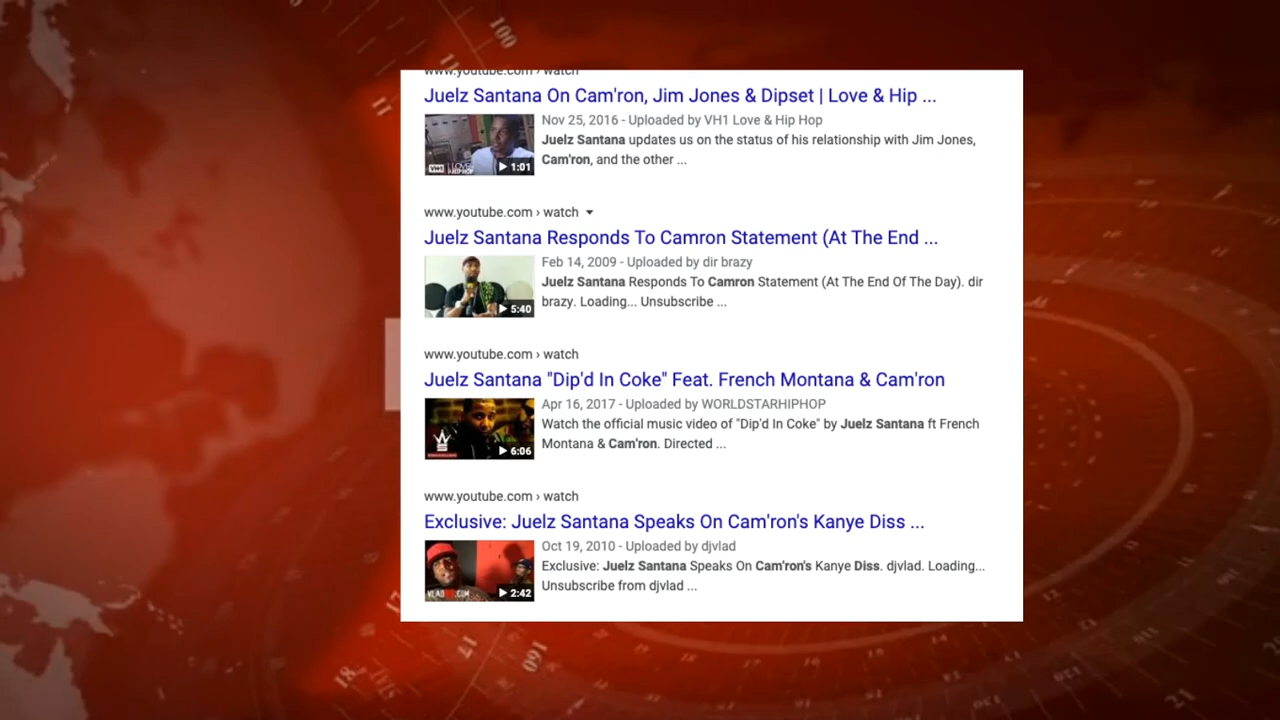 www.youtube.com › watch
Juelz Santana On Cam'ron, Jim Jones & Dipset | Love & Hip ...
Nov 25, 2016 - Uploaded by VH1 Love & Hip Hop
Juelz Santana updates us on the status of his relationship with Jim Jones,
Cam'ron, and the other ...
1:01
www.youtube.com › watch
Juelz Santana Responds To Camron Statement (At The End ...
Feb 14, 2009 - Uploaded by dir brazy
Juelz Santana Responds To Camron Statement (At The End Of The Day). dir
brazy. Loading... Unsubscribe ...
5:40
www.youtube.com › watch
Juelz Santana "Dip'd In Coke" Feat. French Montana & Cam'ron
Apr 16, 2017 - Uploaded by WORLDSTARHIPHOP
Watch the official music video of "Dip'd In Coke" by Juelz Santana ft French
Montana & Cam'ron. Directed ...
6:06
www.youtube.com › watch
Exclusive: Juelz Santana Speaks On Cam'ron's Kanye Diss ...
Oct 19, 2010 - Uploaded by djvlad
Exclusive: Juelz Santana Speaks On Cam'ron's Kanye Diss. djvlad. Loading...
Unsubscribe from djvlad ...
2:42
100
11
17
160
18
21